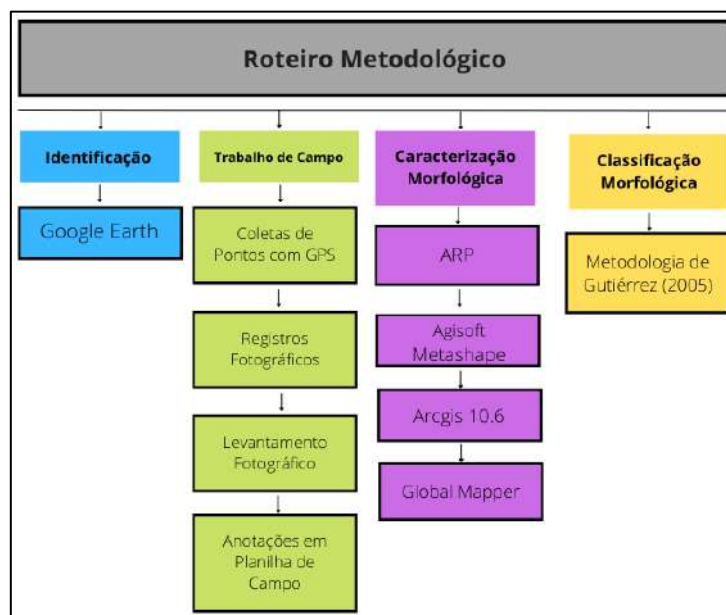 Roteiro Metodológico
Identificação
Google Earth
Trabalho de Campo
Coletas de
Pontos com GPS
Registros
Fotográficos
Levantamento
Fotográfico
Anotações em
Planilha de
Campo
Caracterização
Morfológica
ARP
Agisoft
Metashape
Arcgis 10.6
Global Mapper
Classificação
Morfológica
Metodologia de
Gutiérrez (2005)